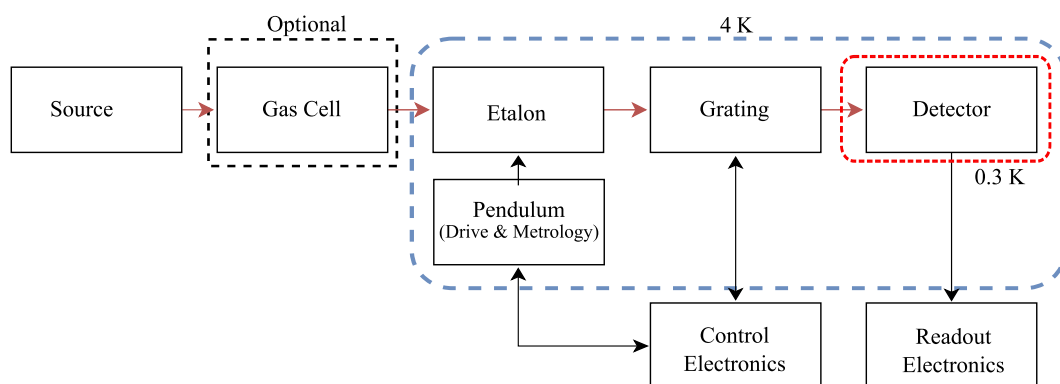 Optional
4 K
Source
Gas Cell
Etalon
Grating
Detector
0.3 K
Pendulum
(Drive & Metrology)
Control
Electronics
Readout
Electronics